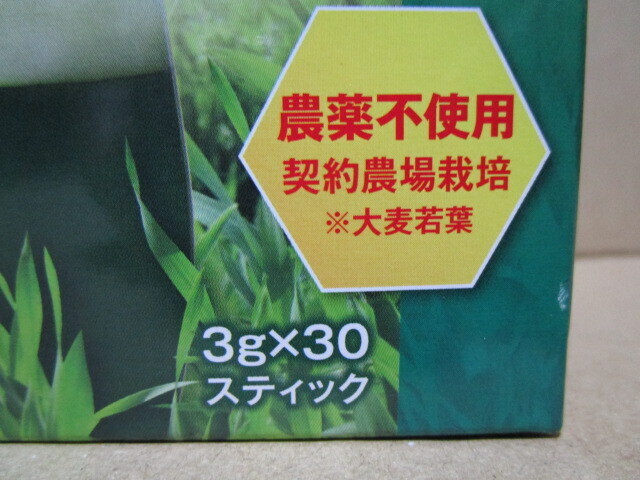 農薬不使用
契約農場栽培
※大麦若葉
3g×30
スティック